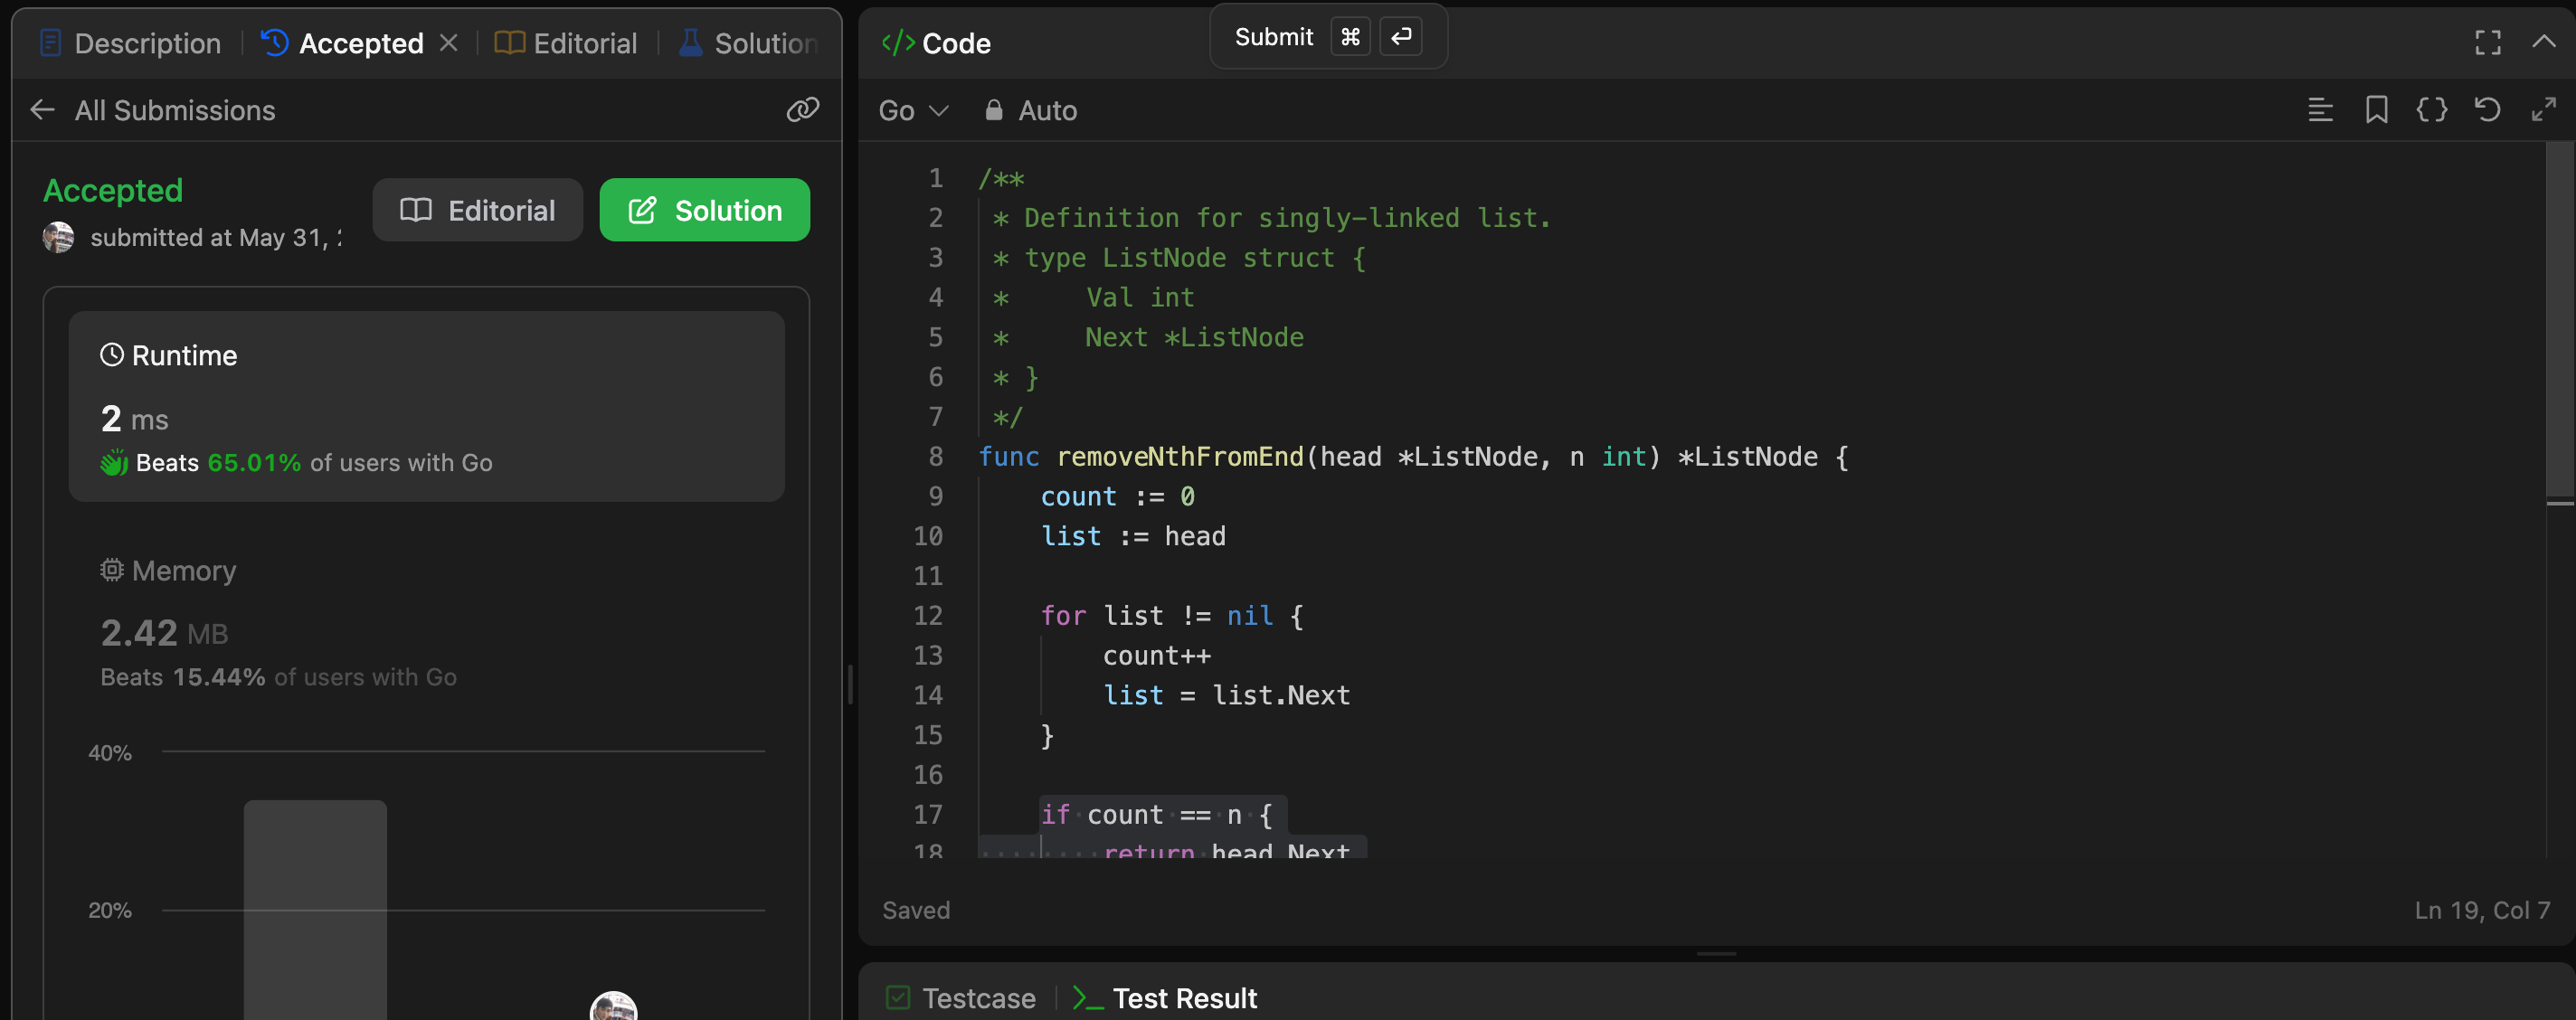 Description
Accepted
Editorial
Solution
All Submissions
Accepted
submitted at May 31,
Editorial
Solution
Runtime
2 ms
Beats 65.01% of users with Go
Memory
2.42 MB
Beats 15.44% of users with Go
40%
20%
</> Code
Submit ⌘
Go
Auto
1 /**
2 * Definition for singly-linked list.
3 * type ListNode struct {
4 *     Val int
5 *     Next *ListNode
6 * }
7 */
8 func removeNthFromEnd(head *ListNode, n int) *ListNode {
9     count := 0
10     list := head
11
12     for list != nil {
13         count++
14         list = list.Next
15     }
16
17     if count == n {
18         return head.Next
Saved
Ln 19, Col 7
Testcase
Test Result